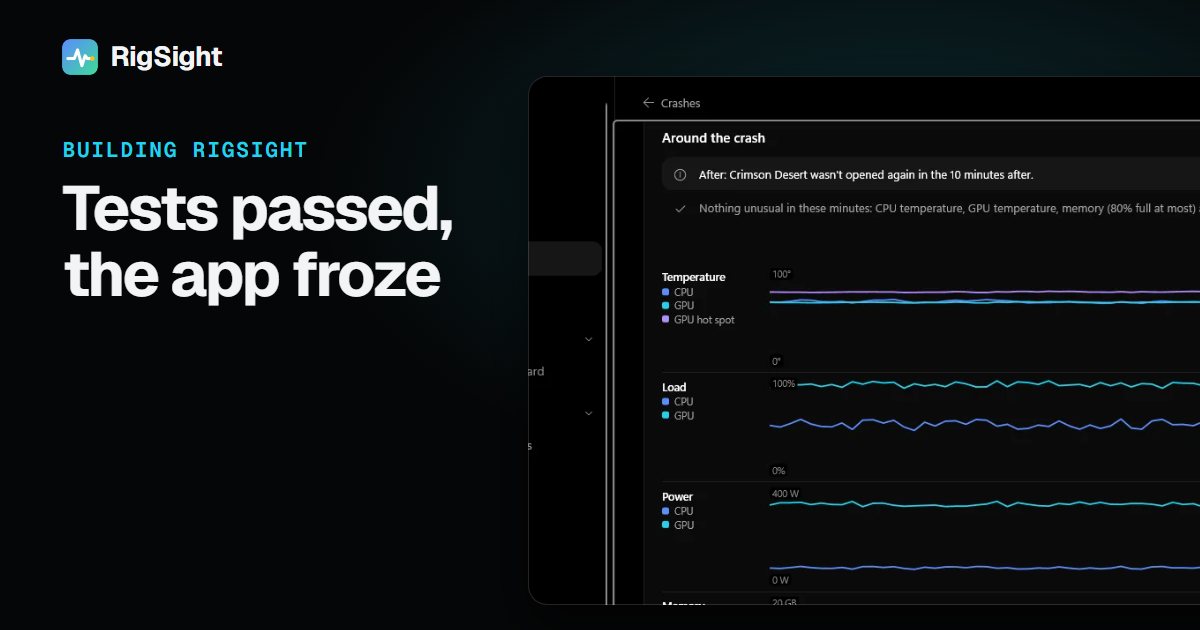 RigSight
BUILDING RIGSIGHT
Tests passed,
the app froze
← Crashes
Around the crash
After: Crimson Desert wasn't opened again in the 10 minutes after.
Nothing unusual in these minutes: CPU temperature, GPU temperature, memory (80% full at most)
Temperature
CPU
GPU
GPU hot spot
100°
0°
ard
Load
CPU
GPU
100%
0%
s
Power
CPU
GPU
400 W
0 W
Memory
20 GB